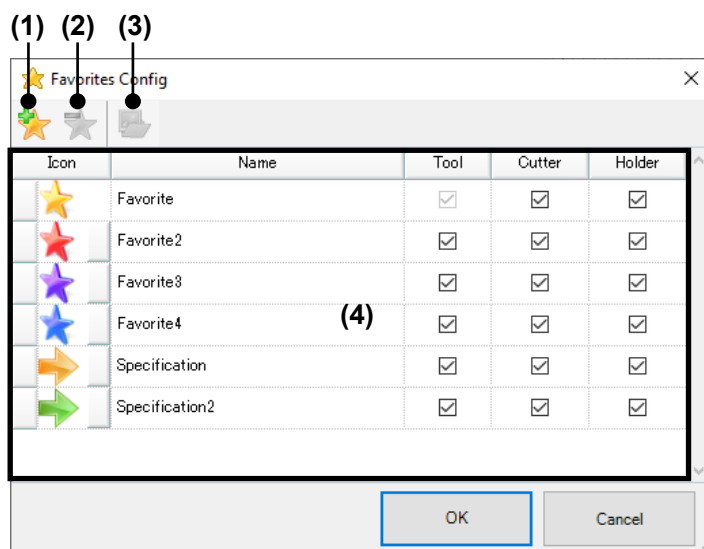 (1) (2) (3)
Favorites Config
Icon Name Tool Cutter Holder
Favorite
Favorite2
Favorite3
Favorite4
(4)
Specification
Specification2
OK Cancel